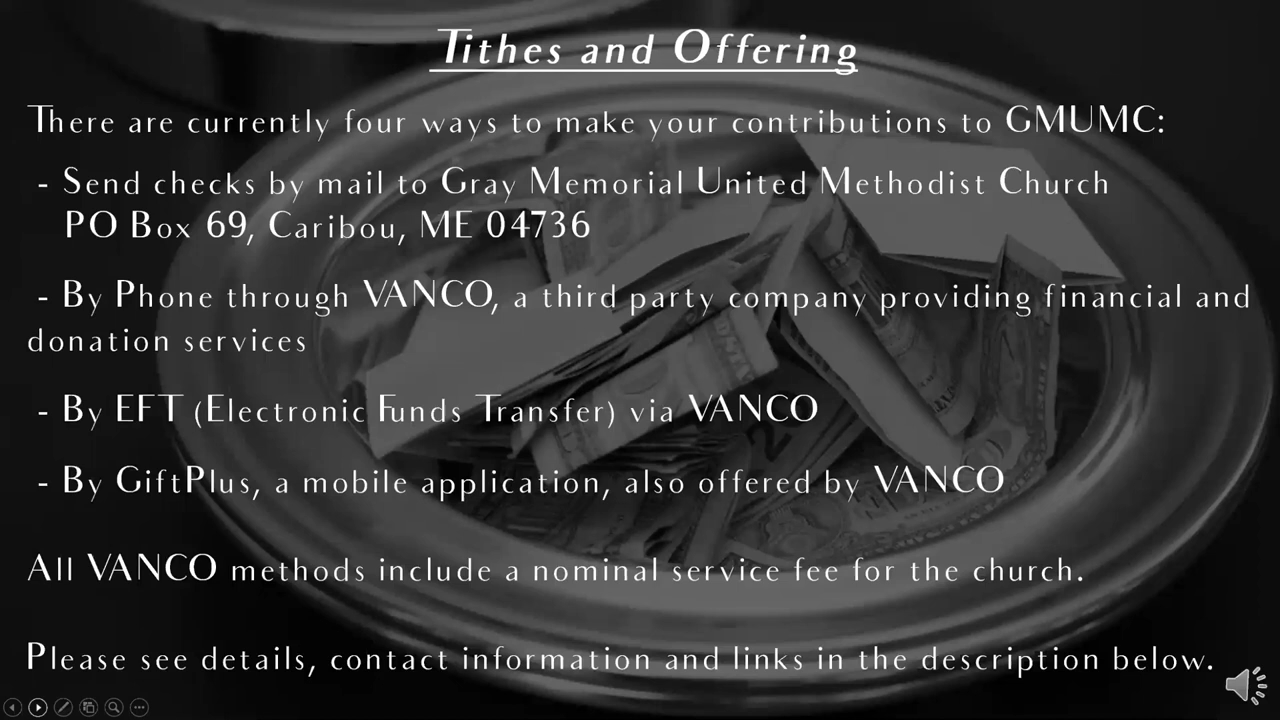 Tithes and Offering
There are currently four ways to make your contributions to GMUMC:
- Send checks by mail to Gray Memorial United Methodist Church
PO Box 69, Caribou, ME 04736
- By Phone through VANCO, a third party company providing financial and
donation services
- By EFT (Electronic Funds Transfer) via VANCO
- By GiftPlus, a mobile application, also offered by VANCO
All VANCO methods include a nominal service fee for the church.
Please see details, contact information and links in the description below.